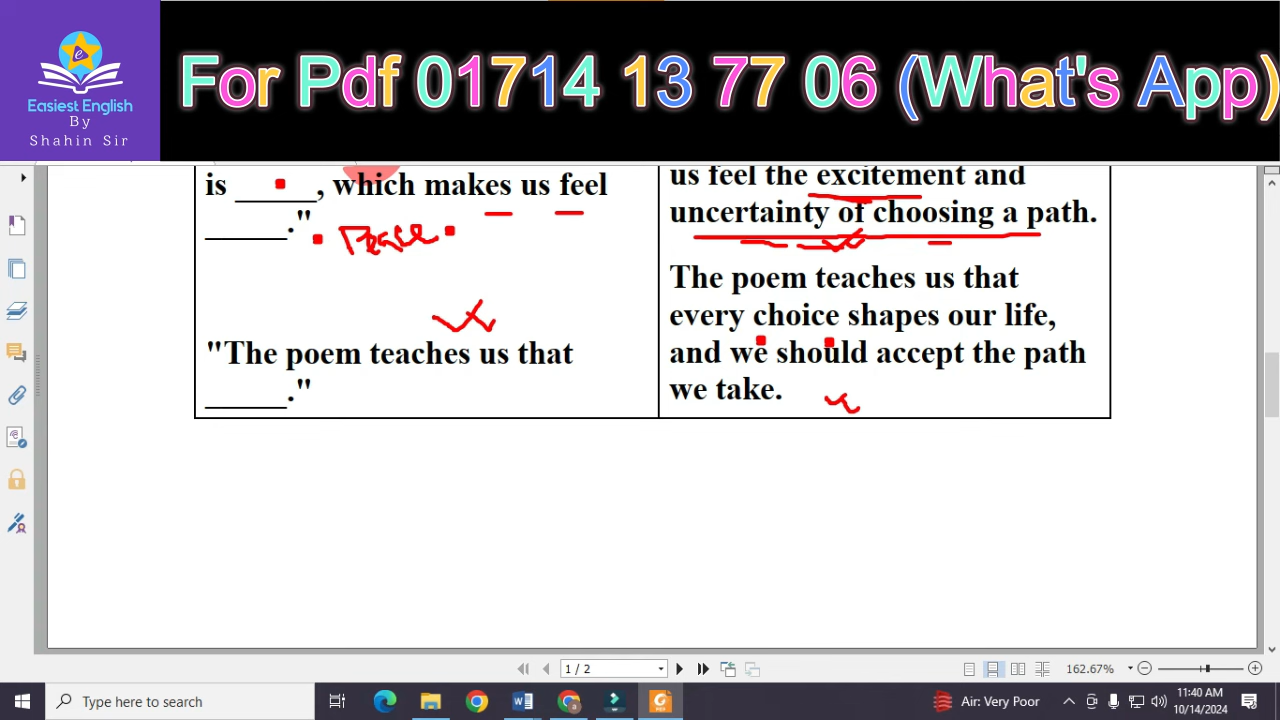 For Pdf 01714 13 77 06 (What's App)
e
Easiest English
By
Shahin Sir
is _____, which makes us feel
_____."
"The poem teaches us that
_____."
us feel the excitement and
uncertainty of choosing a path.
The poem teaches us that
every choice shapes our life,
and we should accept the path
we take.
1 / 2
162.67%
Type here to search
Air: Very Poor
11:40 AM
10/14/2024